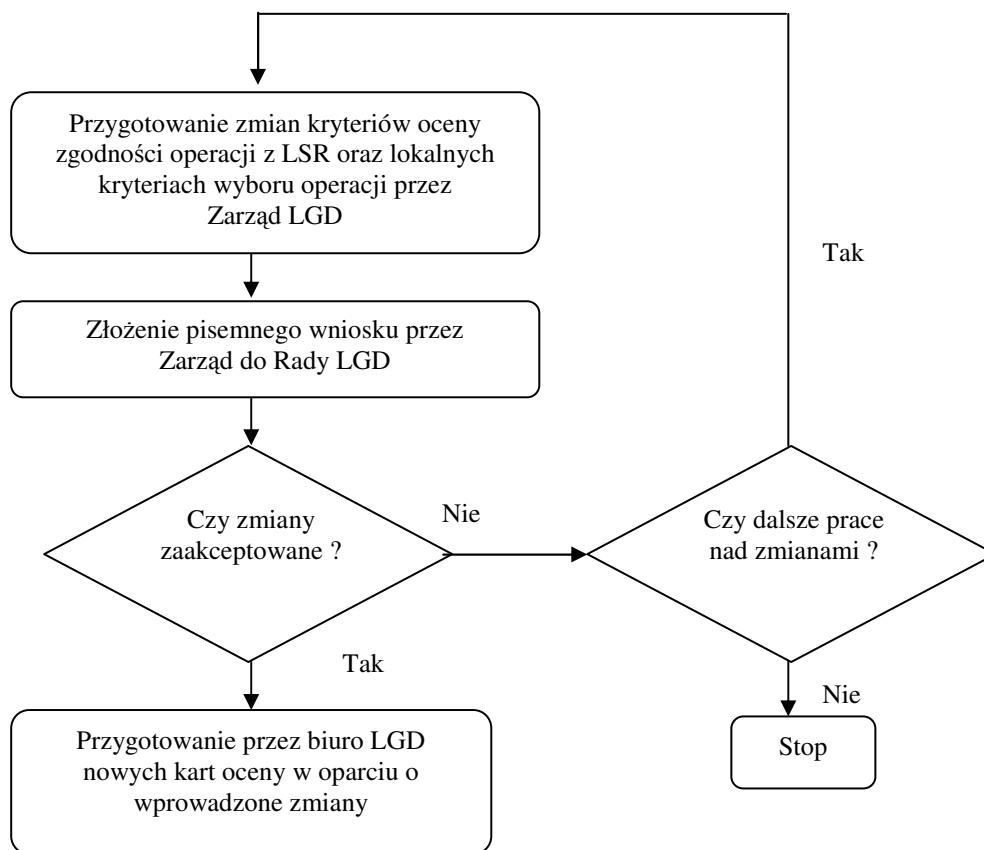 Przygotowanie zmian kryteriów oceny
zgodności operacji z LSR oraz lokalnych
kryteriach wyboru operacji przez
Zarząd LGD
Tak
Złożenie pisemnego wniosku przez
Zarząd do Rady LGD
Czy zmiany
zaakceptowane ?
Nie
Czy dalsze prace
nad zmianami ?
Tak
Nie
Przygotowanie przez biuro LGD
nowych kart oceny w oparciu o
wprowadzone zmiany
Stop